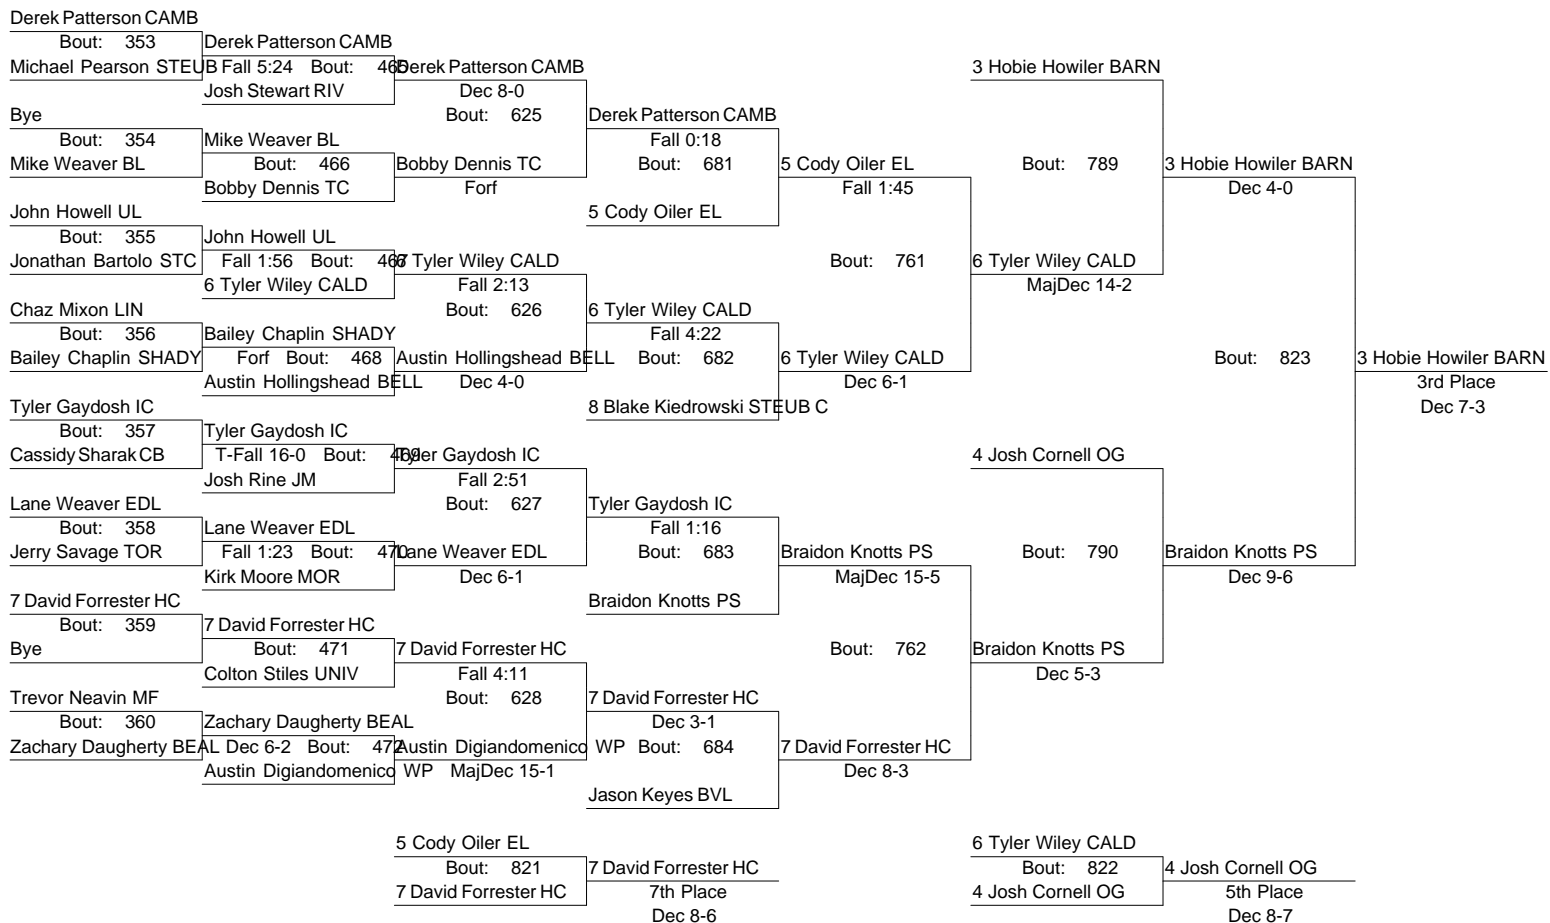 Derek Patterson CAMB
Bout: 353
Michael Pearson STEUB
Bye
Bout: 354
Mike Weaver BL
John Howell UL
Bout: 355
Jonathan Bartolo STC
Chaz Mixon LIN
Bout: 356
Bailey Chaplin SHADY
Tyler Gaydosh IC
Bout: 357
Cassidy Sharak CB
Lane Weaver EDL
Bout: 358
Jerry Savage TOR
7 David Forrester HC
Bout: 359
Bye
Trevor Neavin MF
Bout: 360
Zachary Daugherty BEAL
Derek Patterson CAMB
Fall 5:24 Bout: 465
Josh Stewart RIV
Mike Weaver BL
Bout: 466
Bobby Dennis TC
John Howell UL
Fall 1:56 Bout: 467
6 Tyler Wiley CALD
Bailey Chaplin SHADY
Forf Bout: 468
Austin Hollingshead BELL
Tyler Gaydosh IC
T-Fall 16-0 Bout: 469
Josh Rine JM
Lane Weaver EDL
Fall 1:23 Bout: 470
Kirk Moore MOR
7 David Forrester HC
Bout: 471
Colton Stiles UNIV
Zachary Daugherty BEAL
Dec 6-2 Bout: 472
Austin Digiandomenico WP
Derek Patterson CAMB
Dec 8-0
Bout: 625
Bobby Dennis TC
Forf
6 Tyler Wiley CALD
Fall 2:13
Bout: 626
Austin Hollingshead BELL
Dec 4-0
Tyler Gaydosh IC
Fall 2:51
Bout: 627
Lane Weaver EDL
Dec 6-1
7 David Forrester HC
Fall 4:11
Bout: 628
Austin Digiandomenico WP
MajDec 15-1
Derek Patterson CAMB
Fall 0:18
Bout: 681
5 Cody Oiler EL
6 Tyler Wiley CALD
Fall 4:22
Bout: 682
8 Blake Kiedrowski STEUB C
Tyler Gaydosh IC
Fall 1:16
Bout: 683
Braidon Knotts PS
7 David Forrester HC
Dec 3-1
Bout: 684
Jason Keyes BVL
5 Cody Oiler EL
Fall 1:45
Bout: 761
6 Tyler Wiley CALD
Dec 6-1
Braidon Knotts PS
MajDec 15-5
Bout: 762
7 David Forrester HC
Dec 8-3
3 Hobie Howiler BARN
Bout: 789
6 Tyler Wiley CALD
MajDec 14-2
4 Josh Cornell OG
Bout: 790
Braidon Knotts PS
Dec 5-3
3 Hobie Howiler BARN
Dec 4-0
Bout: 823
Braidon Knotts PS
Dec 9-6
3 Hobie Howiler BARN
3rd Place
Dec 7-3
5 Cody Oiler EL
Bout: 821
7 David Forrester HC
7 David Forrester HC
7th Place
Dec 8-6
6 Tyler Wiley CALD
Bout: 822
4 Josh Cornell OG
4 Josh Cornell OG
5th Place
Dec 8-7